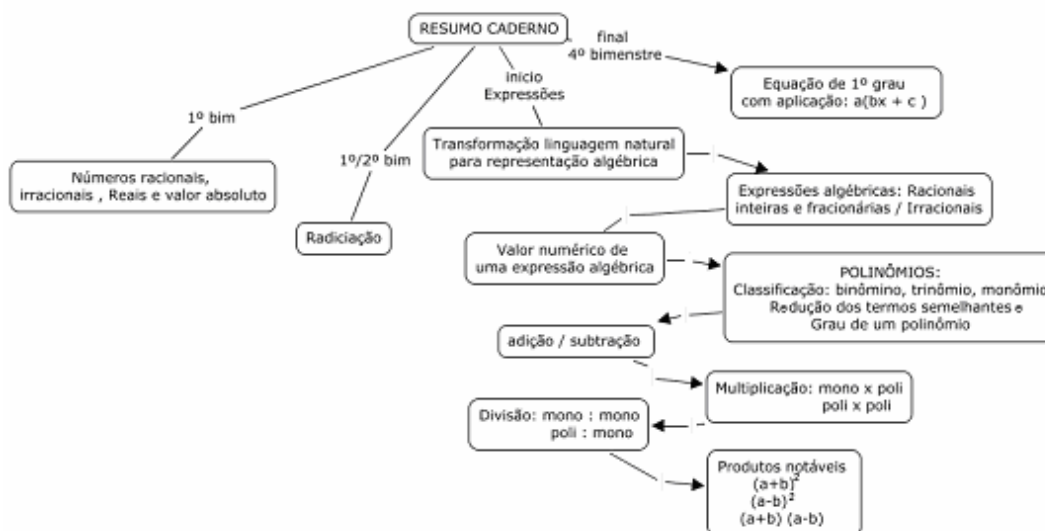 RESUMO CADERNO
final
4º bimenstre
Equação de 1º grau
com aplicação: a(bx + c )
inicio
Expressões
1º bim
Transformação linguagem natural
para representação algébrica
1º/2º bim
Números racionais,
irracionais , Reais e valor absoluto
Expressões algébricas: Racionais
inteiras e fracionárias / Irracionais
Radiciação
Valor numérico de
uma expressão algébrica
POLINÔMIOS:
Classificação: binômino, trinômio, monômio
Redução dos termos semelhantes e
Grau de um polinômio
adição / subtração
Multiplicação: mono x poli
poli x poli
Divisão: mono : mono
poli : mono
Produtos notáveis
(a+b)²
(a-b)²
(a+b) (a-b)